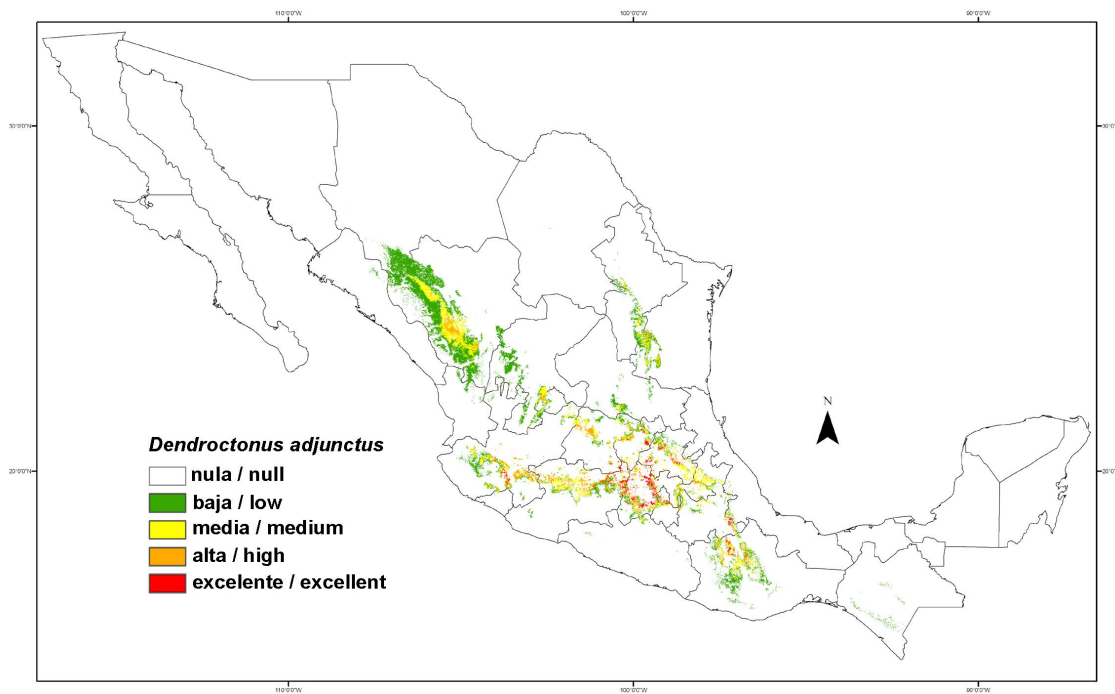 110°0'0"W 100°0'0"W 90°0'0"W
30°0'0"N 30°0'
N
Dendroctonus adjunctus
20°0'0"N 20°0'
nula / null
baja / low
media / medium
alta / high
excelente / excellent
110°0'0"W 100°0'0"W 90°0'0"W